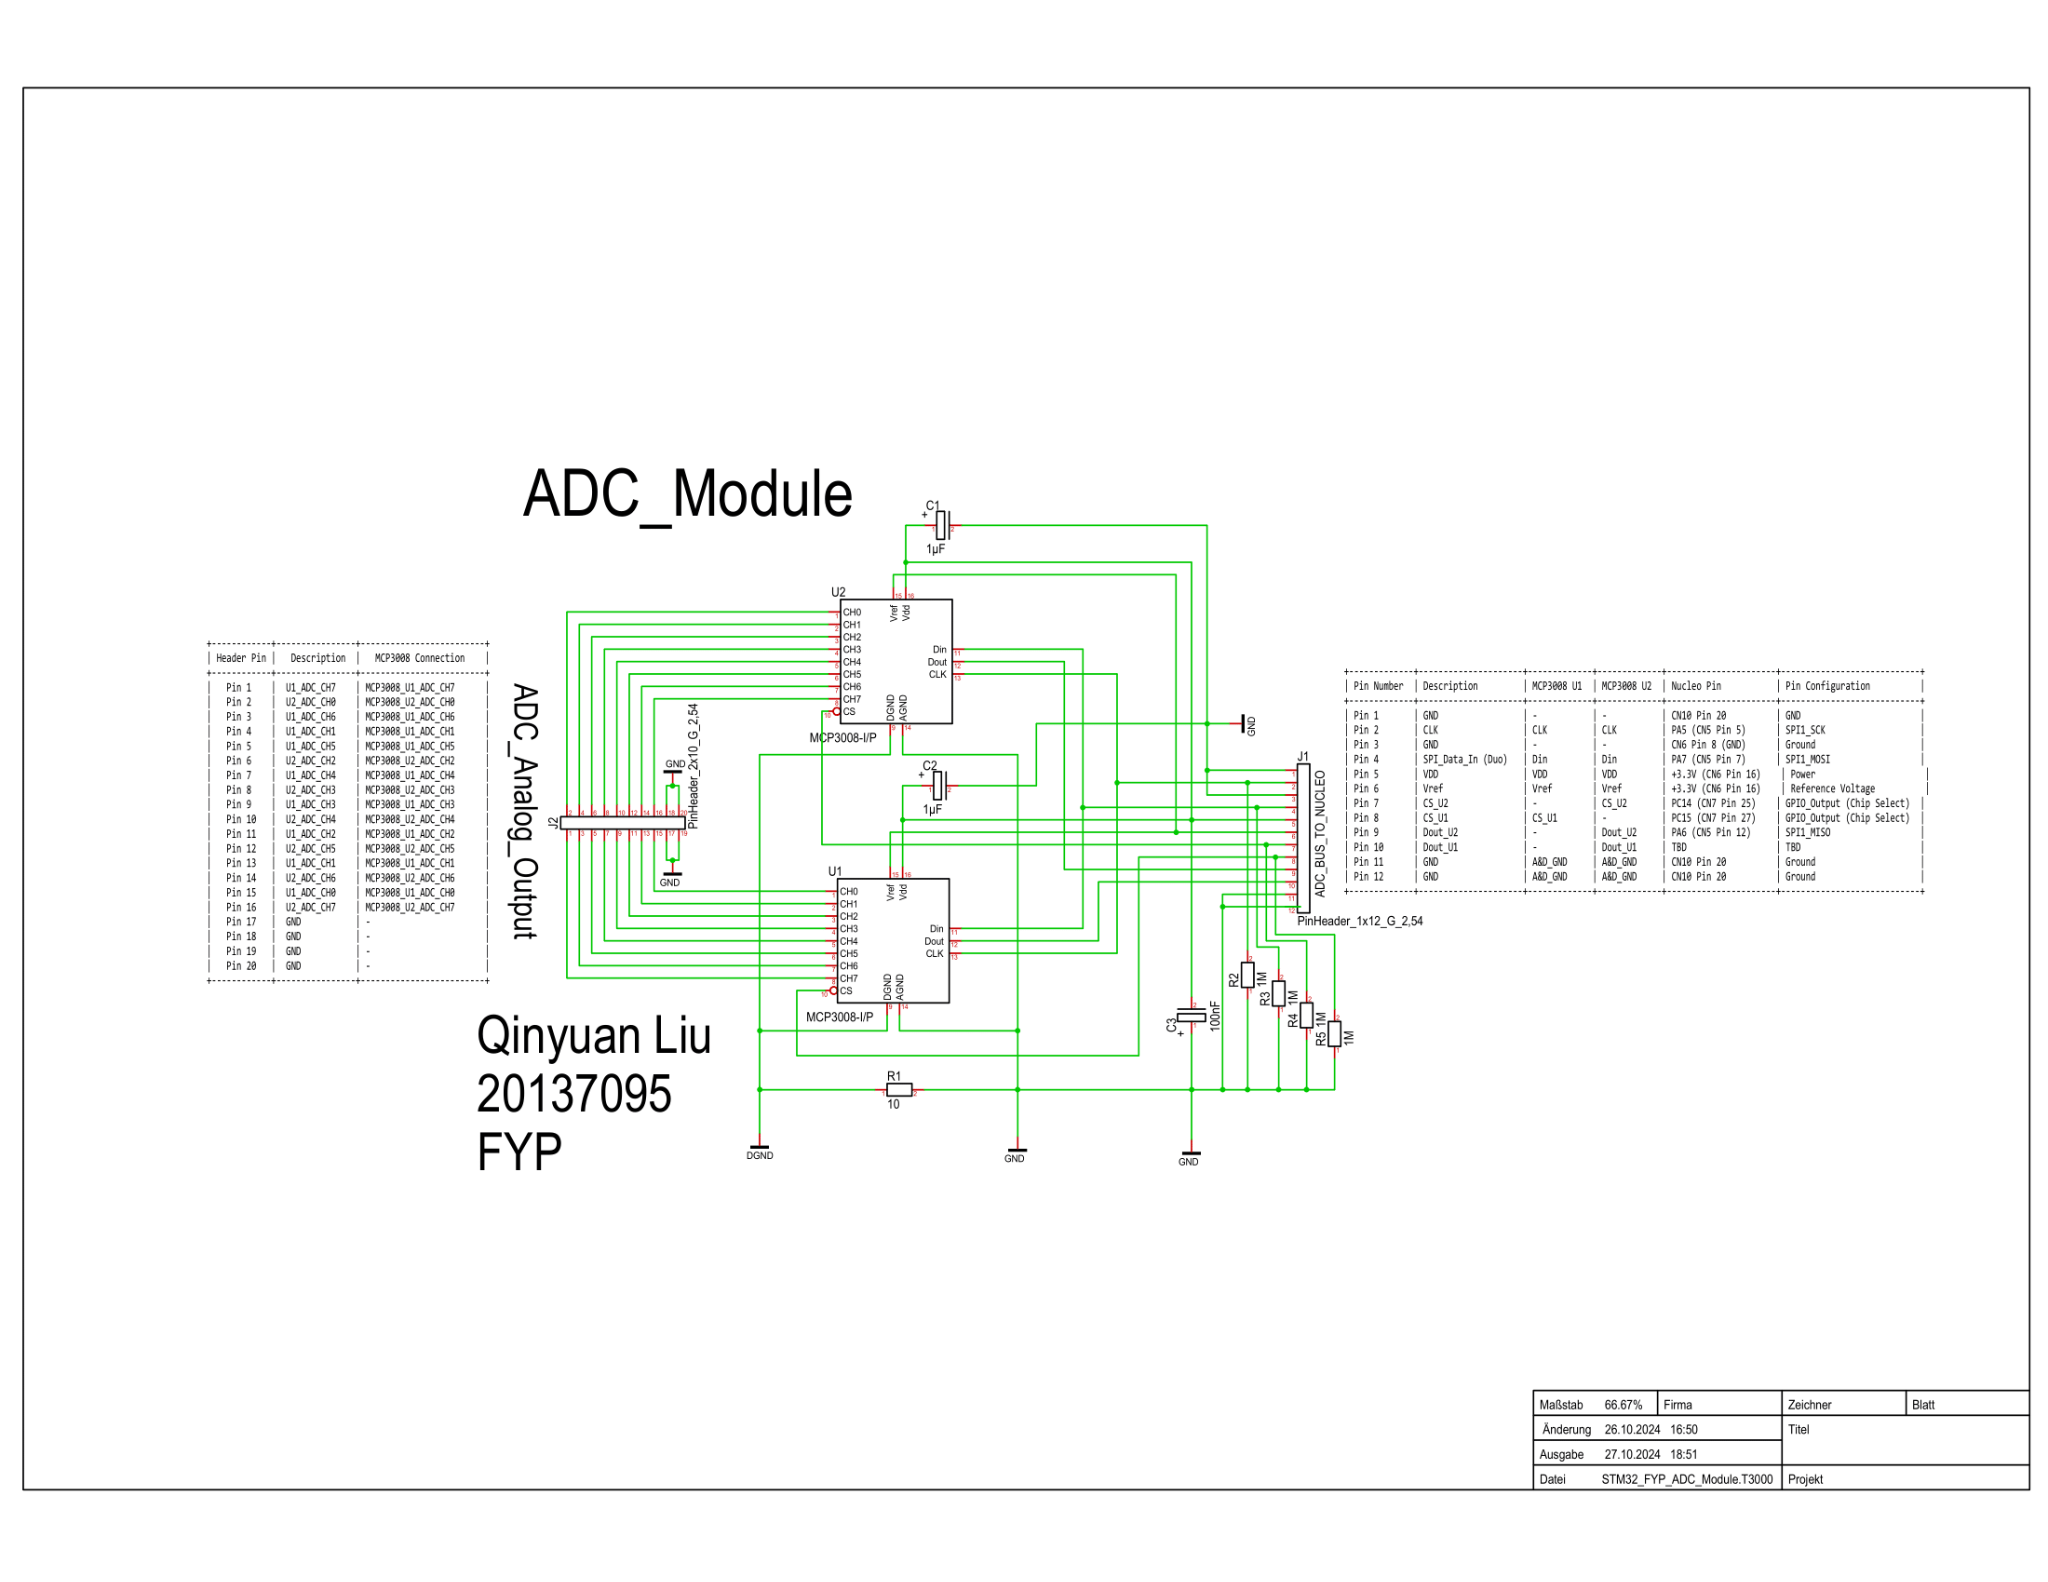 ADC_Module
C1
+
1µF
U2
Vref
Vdd
CH0
CH1
CH2
CH3
CH4
CH5
CH6
CH7
CS
Din
Dout
CLK
DGND
AGND
MCP3008-I/P
GND
C2
+
1µF
| Header Pin | Description | MCP3008 Connection |
| Pin 1 | U1_ADC_CH7 | MCP3008_U1_ADC_CH7 |
| Pin 2 | U2_ADC_CH0 | MCP3008_U2_ADC_CH0 |
| Pin 3 | U1_ADC_CH6 | MCP3008_U1_ADC_CH6 |
| Pin 4 | U1_ADC_CH1 | MCP3008_U1_ADC_CH1 |
| Pin 5 | U1_ADC_CH5 | MCP3008_U1_ADC_CH5 |
| Pin 6 | U2_ADC_CH2 | MCP3008_U2_ADC_CH2 |
| Pin 7 | U1_ADC_CH4 | MCP3008_U1_ADC_CH4 |
| Pin 8 | U2_ADC_CH3 | MCP3008_U2_ADC_CH3 |
| Pin 9 | U1_ADC_CH3 | MCP3008_U1_ADC_CH3 |
| Pin 10 | U2_ADC_CH4 | MCP3008_U2_ADC_CH4 |
| Pin 11 | U1_ADC_CH2 | MCP3008_U1_ADC_CH2 |
| Pin 12 | U2_ADC_CH5 | MCP3008_U2_ADC_CH5 |
| Pin 13 | U1_ADC_CH1 | MCP3008_U1_ADC_CH1 |
| Pin 14 | U2_ADC_CH6 | MCP3008_U2_ADC_CH6 |
| Pin 15 | U1_ADC_CH0 | MCP3008_U1_ADC_CH0 |
| Pin 16 | U2_ADC_CH7 | MCP3008_U2_ADC_CH7 |
| Pin 17 | GND | - |
| Pin 18 | GND | - |
| Pin 19 | GND | - |
| Pin 20 | GND | - |
ADC_Analog_Output
J2
PinHeader_2x10_G_2,54
GND
GND
U1
Vref
Vdd
CH0
CH1
CH2
CH3
CH4
CH5
CH6
CH7
CS
Din
Dout
CLK
DGND
AGND
MCP3008-I/P
J1
ADC_BUS_TO_NUCLEO
PinHeader_1x12_G_2,54
| Pin Number | Description | MCP3008 U1 | MCP3008 U2 | Nucleo Pin | Pin Configuration |
| Pin 1 | GND | - | - | CN10 Pin 20 | GND |
| Pin 2 | CLK | CLK | CLK | PA5 (CN5 Pin 5) | SPI1_SCK |
| Pin 3 | GND | - | - | CN6 Pin 8 (GND) | Ground |
| Pin 4 | SPI_Data_In (Duo) | Din | Din | PA7 (CN5 Pin 7) | SPI1_MOSI |
| Pin 5 | VDD | VDD | VDD | +3.3V (CN6 Pin 16) | Power |
| Pin 6 | Vref | Vref | Vref | +3.3V (CN6 Pin 16) | Reference Voltage |
| Pin 7 | CS_U2 | - | CS_U2 | PC14 (CN7 Pin 25) | GPIO_Output (Chip Select) |
| Pin 8 | CS_U1 | CS_U1 | - | PC15 (CN7 Pin 27) | GPIO_Output (Chip Select) |
| Pin 9 | Dout_U2 | - | Dout_U2 | PA6 (CN5 Pin 12) | SPI1_MISO |
| Pin 10 | Dout_U1 | - | Dout_U1 | TBD | TBD |
| Pin 11 | GND | A&D_GND | A&D_GND | CN10 Pin 20 | Ground |
| Pin 12 | GND | A&D_GND | A&D_GND | CN10 Pin 20 | Ground |
R2
1M
R3
1M
R4
1M
R5
1M
C3
+
100nF
R1
10
DGND
GND
GND
Qinyuan Liu
20137095
FYP
Maßstab 66.67% Firma Zeichner Blatt
Änderung 26.10.2024 16:50 Titel
Ausgabe 27.10.2024 18:51
Datei STM32_FYP_ADC_Module.T3000 Projekt